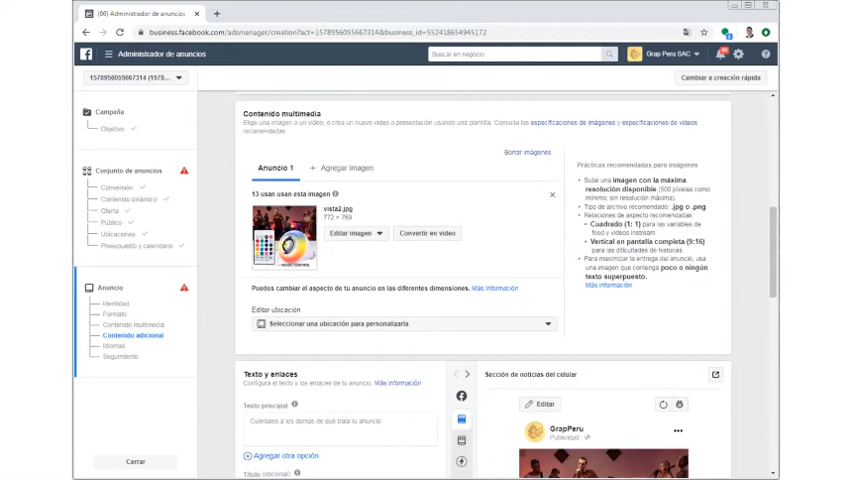 (66) Administrador de anuncios
business.facebook.com/adsmanager/creation?act=1578956055667314&business_id=552418654945172
Administrador de anuncios
Buscar en negocio
Grap Peru SAC
1578956055667314 (1578...
Cambiar a creación rápida
Campaña
Objetivo
Conjunto de anuncios
Conversión
Contenido dinámico
Oferta
Público
Ubicaciones
Presupuesto y calendario
Anuncio
Identidad
Formato
Contenido multimedia
Contenido adicional
Idiomas
Seguimiento
Cerrar
Contenido multimedia
Elige una imagen o un video, o crea un nuevo video o presentación usando una plantilla. Consulta las especificaciones de imágenes y especificaciones de videos
recomendadas.
Borrar imágenes
Anuncio 1
+ Agregar imagen
13 usan usan esta imagen
vista2.jpg
772 × 769
Editar imagen
Convertir en video
Puedes cambiar el aspecto de tu anuncio en las diferentes dimensiones. Más información
Editar ubicación
Seleccionar una ubicación para personalizarla
Prácticas recomendadas para imágenes
• Sube una imagen con la máxima
resolución disponible (500 píxeles como
mínimo; sin resolución máxima).
• Tipo de archivo recomendado: .jpg o .png
• Relaciones de aspecto recomendadas
• Cuadrado (1: 1) para las variables de
feed y videos instream
• Vertical en pantalla completa (9:16)
para las dificultades de historias
• Para maximizar la entrega del anuncio, usa
una imagen que contenga poco o ningún
texto superpuesto.
Más información
Texto y enlaces
Configura el texto y los enlaces de tu anuncio. Más información
Texto principal
Cuéntales a los demás de qué trata tu anuncio
Agregar otra opción
Título (opcional)
Sección de noticias del celular
Editar
GrapPeru
Publicidad